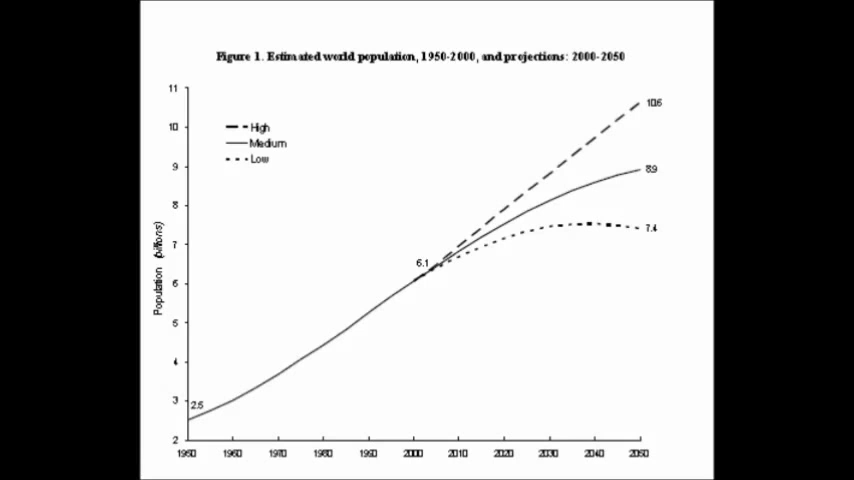 Figure 1. Estimated world population, 1950-2000, and projections: 2000-2050
11
10
9
8
7
6
5
4
3
2
Population (billions)
High
Medium
Low
10.6
8.9
7.4
6.1
2.5
1950 1960 1970 1980 1990 2000 2010 2020 2030 2040 2050